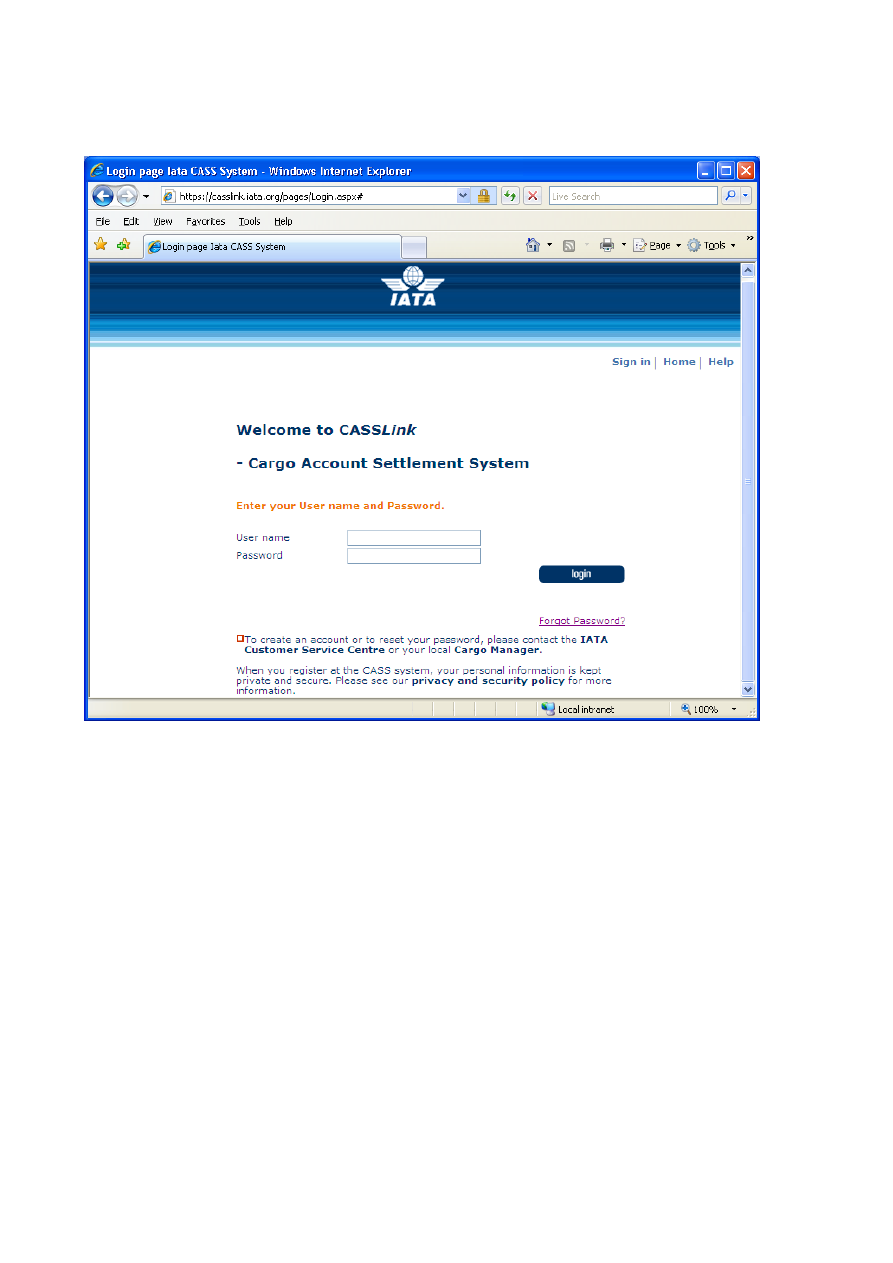 Login page Iata CASS System - Windows Internet Explorer
https://casslink.iata.org/pages/Login.aspx#
Live Search
File Edit View Favorites Tools Help
Login page Iata CASS System
Page Tools
IATA
Sign in | Home | Help
Welcome to CASSLink
- Cargo Account Settlement System
Enter your User name and Password.
User name
Password
login
Forgot Password?
To create an account or to reset your password, please contact the IATA
Customer Service Centre or your local Cargo Manager.
When you register at the CASS system, your personal information is kept
private and secure. Please see our privacy and security policy for more
information.
Local intranet 100%